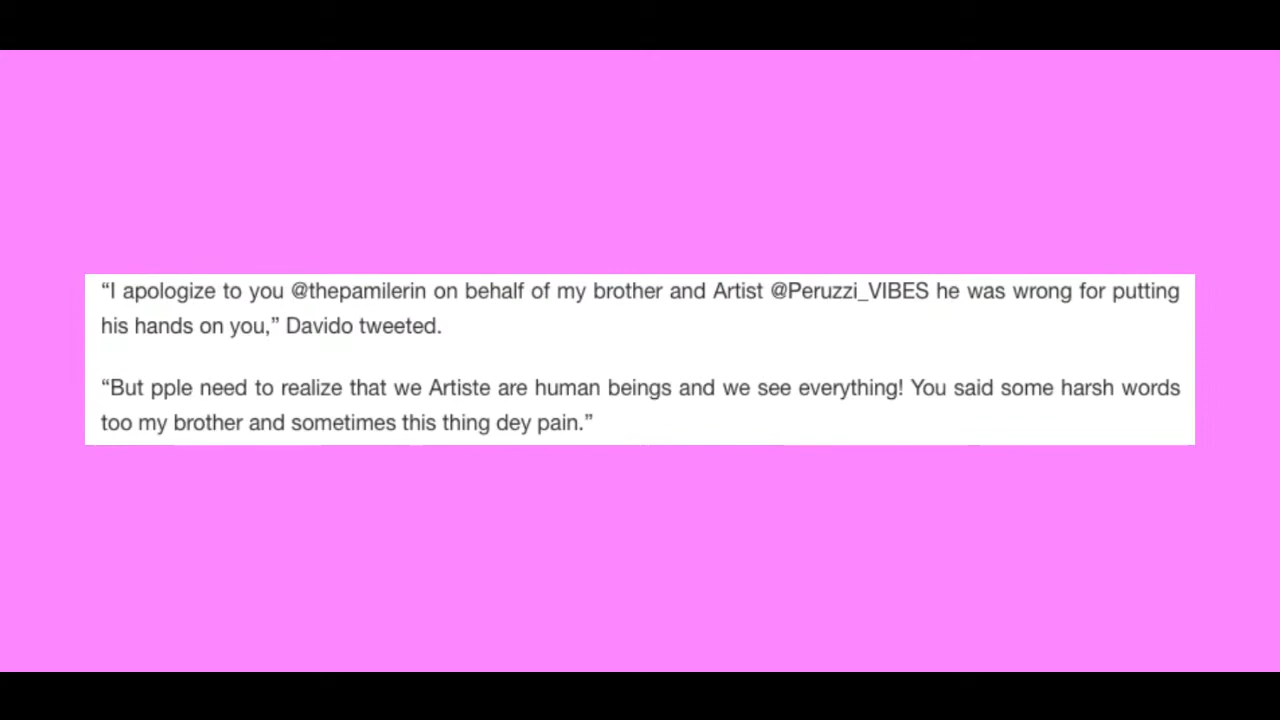 “I apologize to you @thepamilerin on behalf of my brother and Artist @Peruzzi_VIBES he was wrong for putting
his hands on you,” Davido tweeted.
“But pple need to realize that we Artiste are human beings and we see everything! You said some harsh words
too my brother and sometimes this thing dey pain.”